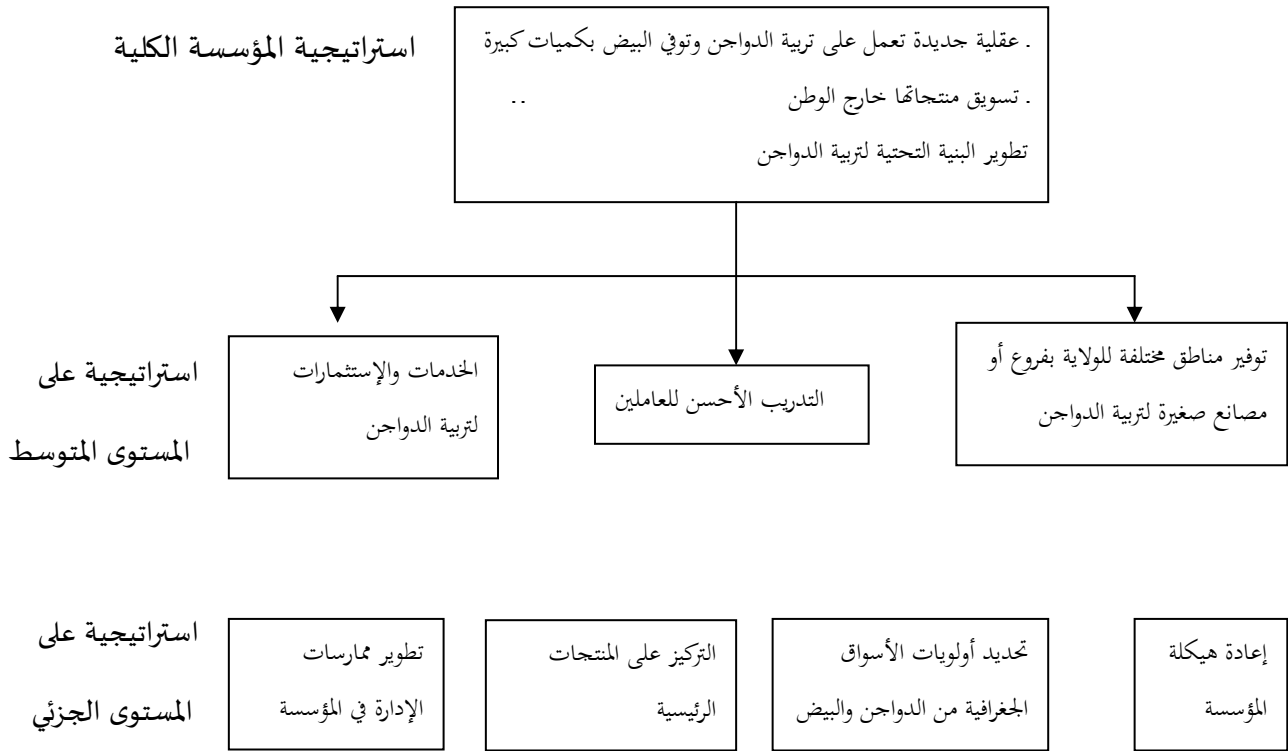 استراتيجية المؤسسة الكلية
. عقلية جديدة تعمل على تربية الدواجن وتوفي البيض بكميات كبيرة
. تسويق منتجاتها خارج الوطن ..
تطوير البنية التحتية لتربية الدواجن
توفير مناطق مختلفة للولاية بفروع أو
مصانع صغيرة لتربية الدواجن
التدريب الأحسن للعاملين
الخدمات والإستثمارات
لتربية الدواجن
استراتيجية على
المستوى المتوسط
إعادة هيكلة
المؤسسة
تحديد أولويات الأسواق
الجغرافية من الدواجن والبيض
التركيز على المنتجات
الرئيسية
تطوير ممارسات
الإدارة في المؤسسة
استراتيجية على
المستوى الجزئي